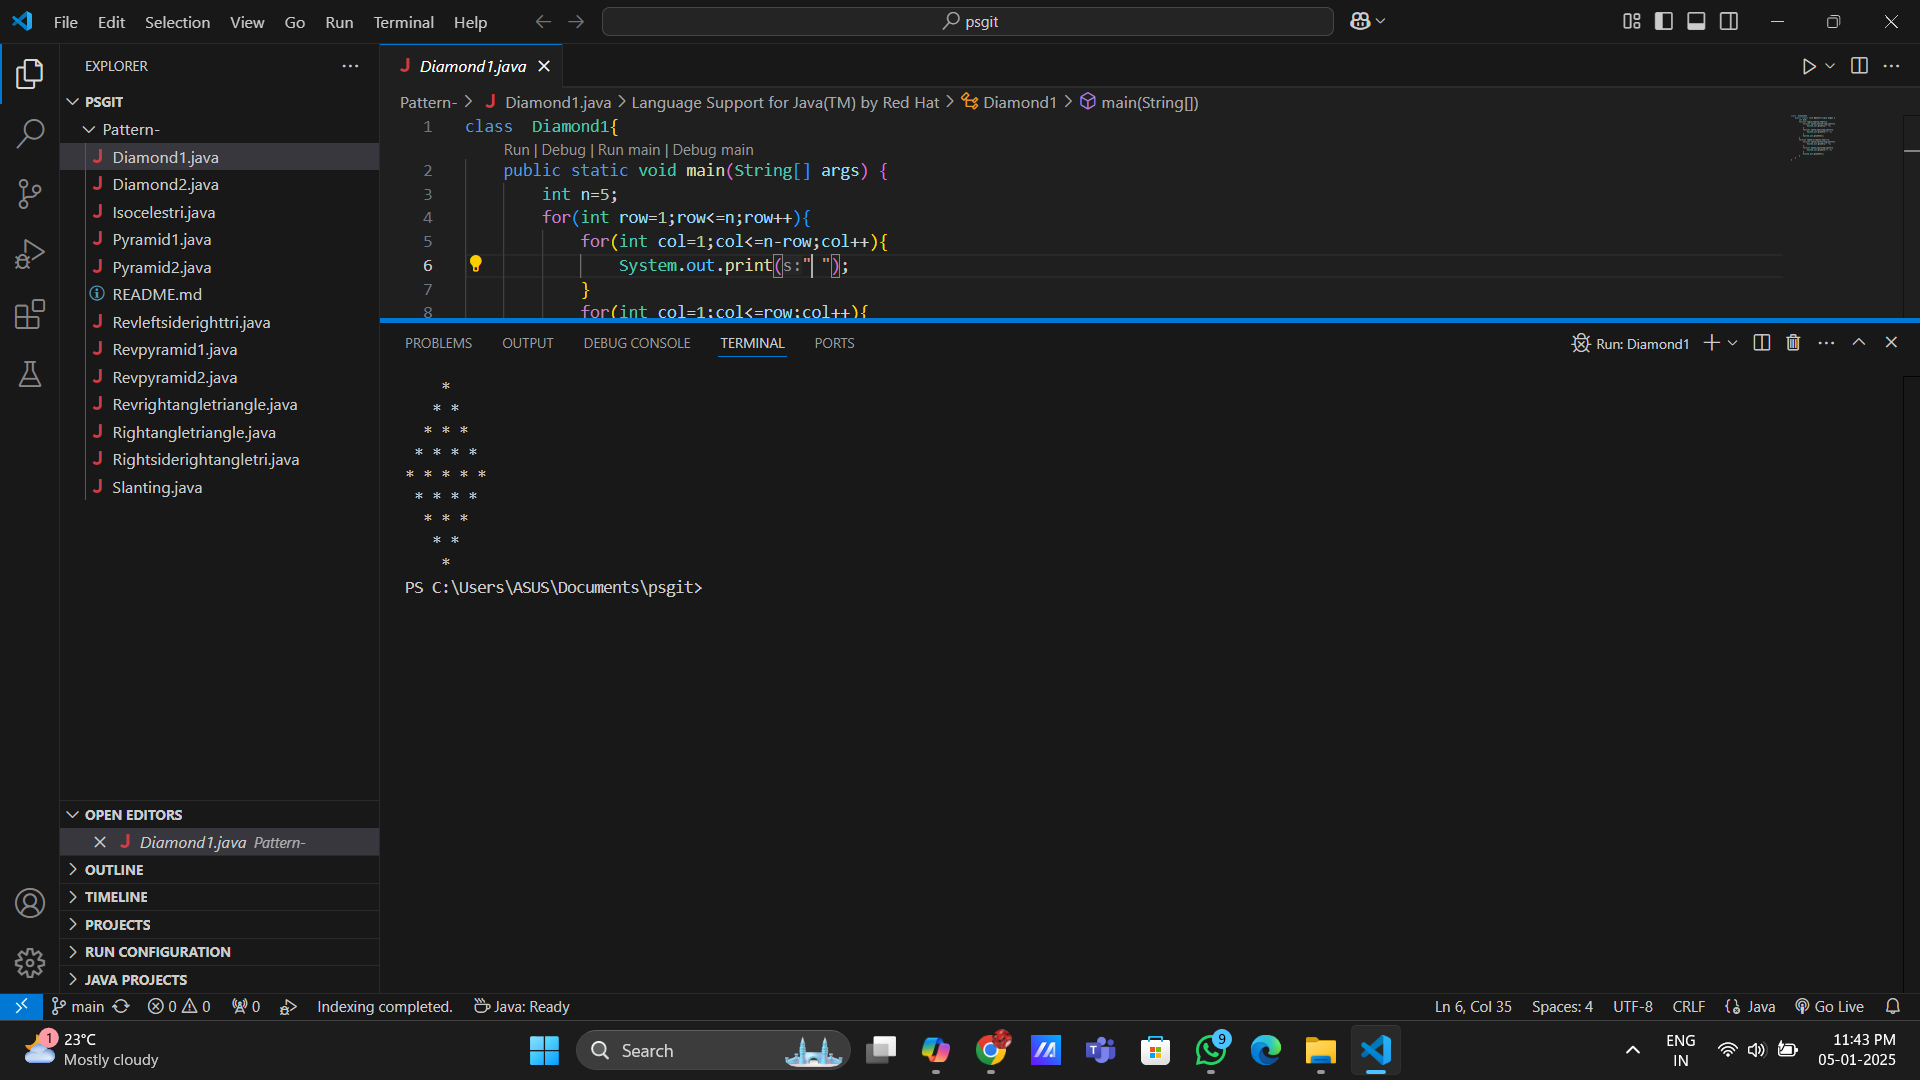 File Edit Selection View Go Run Terminal Help
psgit
EXPLORER
PSGIT
Pattern-
Diamond1.java
Diamond2.java
Isocelestri.java
Pyramid1.java
Pyramid2.java
README.md
Revleftsiderighttri.java
Revpyramid1.java
Revpyramid2.java
Revrightangletriangle.java
Rightangletriangle.java
Rightsiderightangletri.java
Slanting.java
OPEN EDITORS
Diamond1.java Pattern-
OUTLINE
TIMELINE
PROJECTS
RUN CONFIGURATION
JAVA PROJECTS
Diamond1.java
Pattern- > Diamond1.java > Language Support for Java(TM) by Red Hat > Diamond1 > main(String[])
1 class  Diamond1{
Run | Debug | Run main | Debug main
2 public static void main(String[] args) {
3 int n=5;
4 for(int row=1;row<=n;row++){
5 for(int col=1;col<=n-row;col++){
6 System.out.print(s:" ");
7 }
8 for(int col=1;col<=row;col++){
PROBLEMS OUTPUT DEBUG CONSOLE TERMINAL PORTS
Run: Diamond1
*
* *
* * *
* * * *
* * * * *
* * * *
* * *
* *
*
PS C:\Users\ASUS\Documents\psgit>
main 0 0 0 Indexing completed. Java: Ready
Ln 6, Col 35 Spaces: 4 UTF-8 CRLF Java Go Live
1
23°C
Mostly cloudy
Search
9
ENG
IN
11:43 PM
05-01-2025